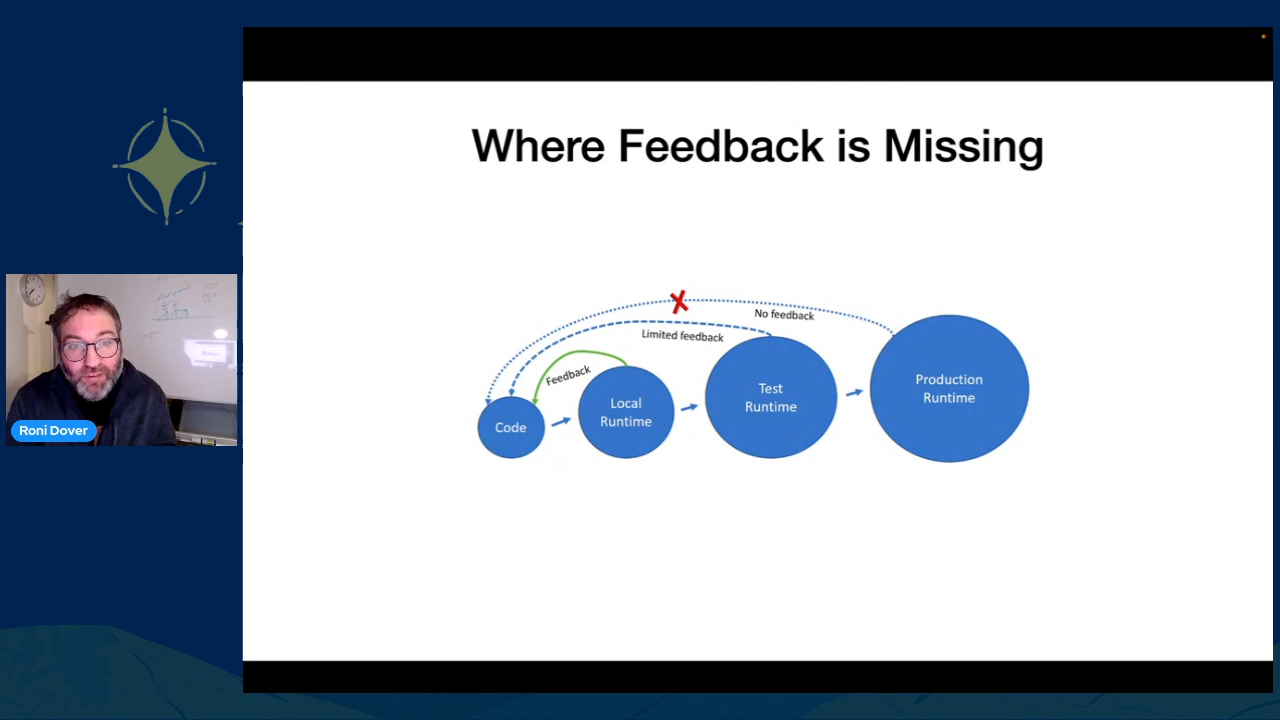 Where Feedback is Missing
No feedback
Limited feedback
Feedback
Code
Local
Runtime
Test
Runtime
Production
Runtime
Roni Dover